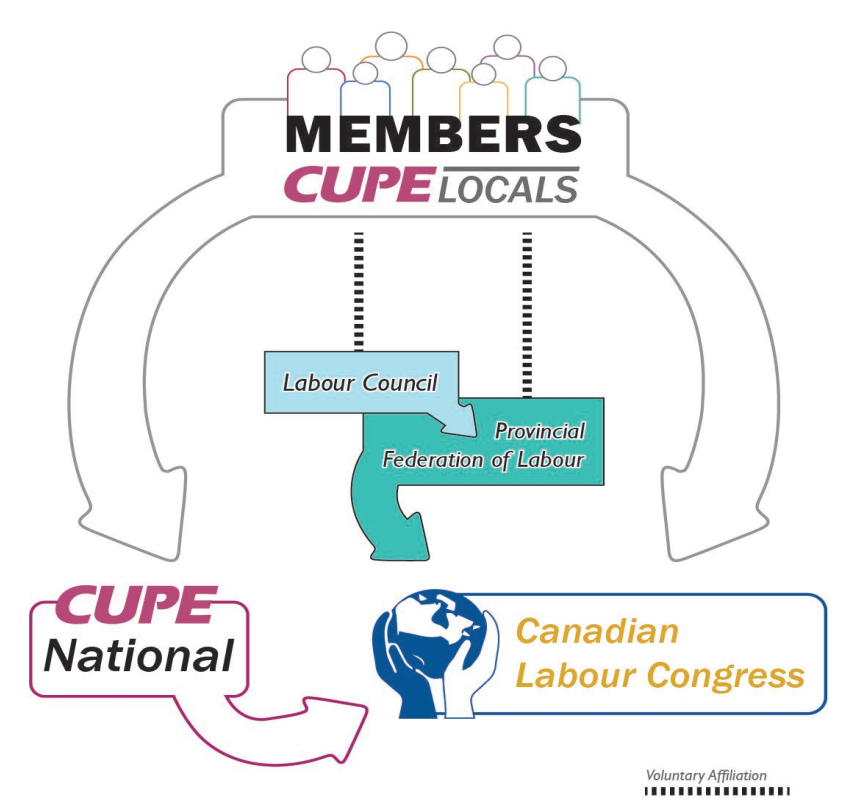 MEMBERS
CUPE LOCALS
Labour Council
Provincial
Federation of Labour
CUPE
National
Canadian
Labour Congress
Voluntary Affiliation